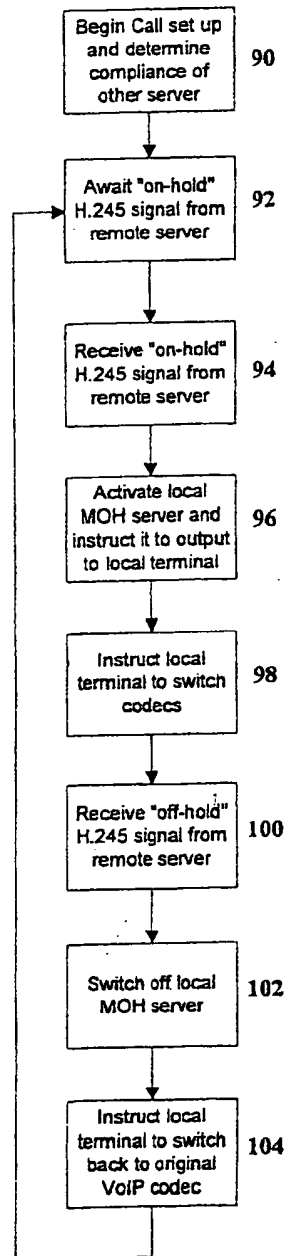 Begin Call set up
and determine
compliance of
other server
90
Await "on-hold"
H.245 signal from
remote server
92
Receive "on-hold"
H.245 signal from
remote server
94
Activate local
MOH server and
instruct it to output
to local terminal
96
Instruct local
terminal to switch
codecs
98
Receive "off-hold"
H.245 signal from
remote server
100
Switch off local
MOH server
102
Instruct local
terminal to switch
back to original
VoIP codec
104